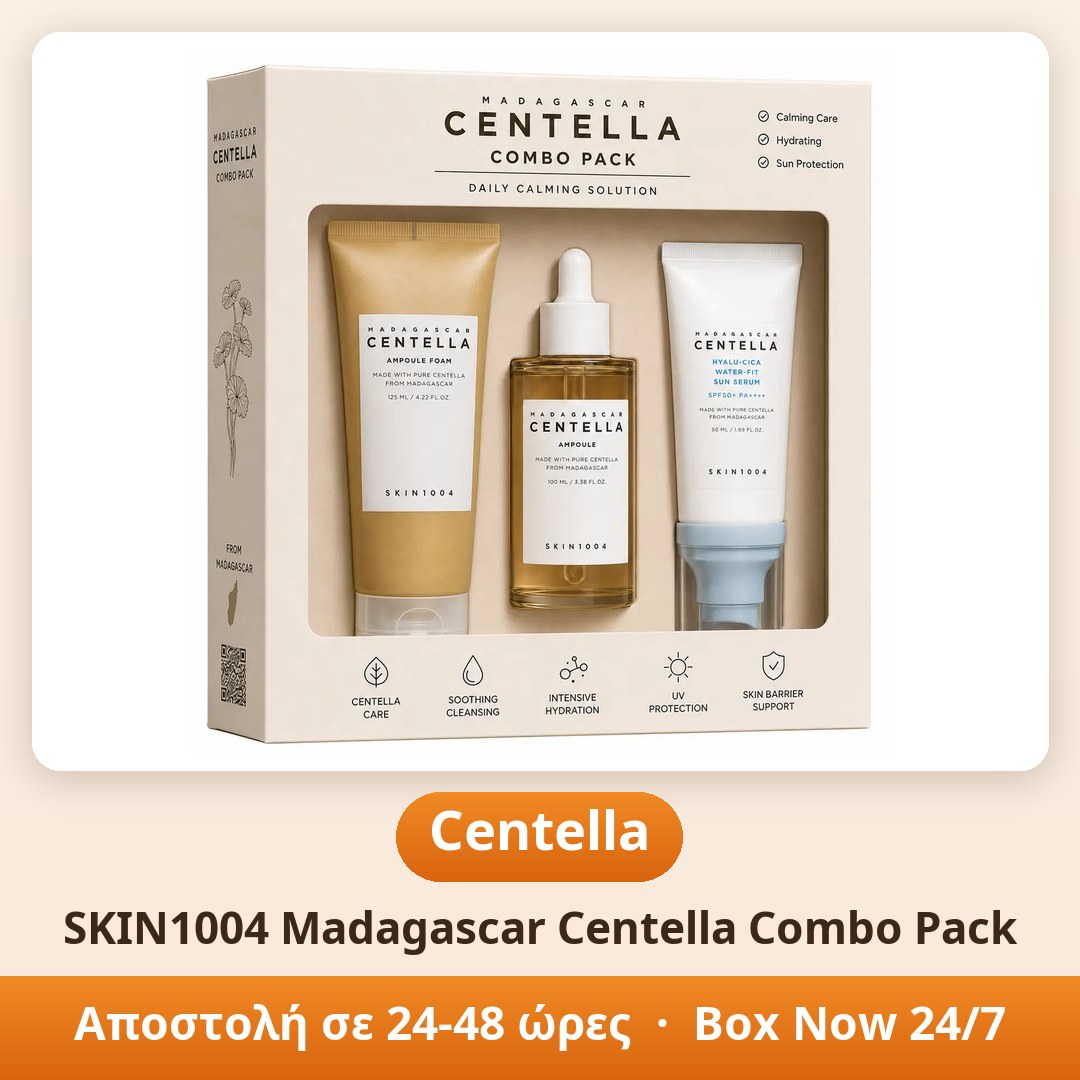 MADAGASCAR
CENTELLA
COMBO PACK
DAILY CALMING SOLUTION
Calming Care
Hydrating
Sun Protection
MADAGASCAR
CENTELLA
COMBO PACK
FROM
MADAGASCAR
MADAGASCAR
CENTELLA
AMPOULE FOAM
MADE WITH PURE CENTELLA
FROM MADAGASCAR
125 ML / 4.22 FL.OZ.
SKIN1004
MADAGASCAR
CENTELLA
AMPOULE
MADE WITH PURE CENTELLA
FROM MADAGASCAR
100 ML / 3.38 FL.OZ.
SKIN1004
MADAGASCAR
CENTELLA
HYALU-CICA
WATER-FIT
SUN SERUM
SPF50+ PA++++
MADE WITH PURE CENTELLA
FROM MADAGASCAR
50 ML / 1.69 FL.OZ.
SKIN1004
CENTELLA
CARE
SOOTHING
CLEANSING
INTENSIVE
HYDRATION
UV
PROTECTION
SKIN BARRIER
SUPPORT
Centella
SKIN1004 Madagascar Centella Combo Pack
Αποστολή σε 24-48 ώρες · Box Now 24/7